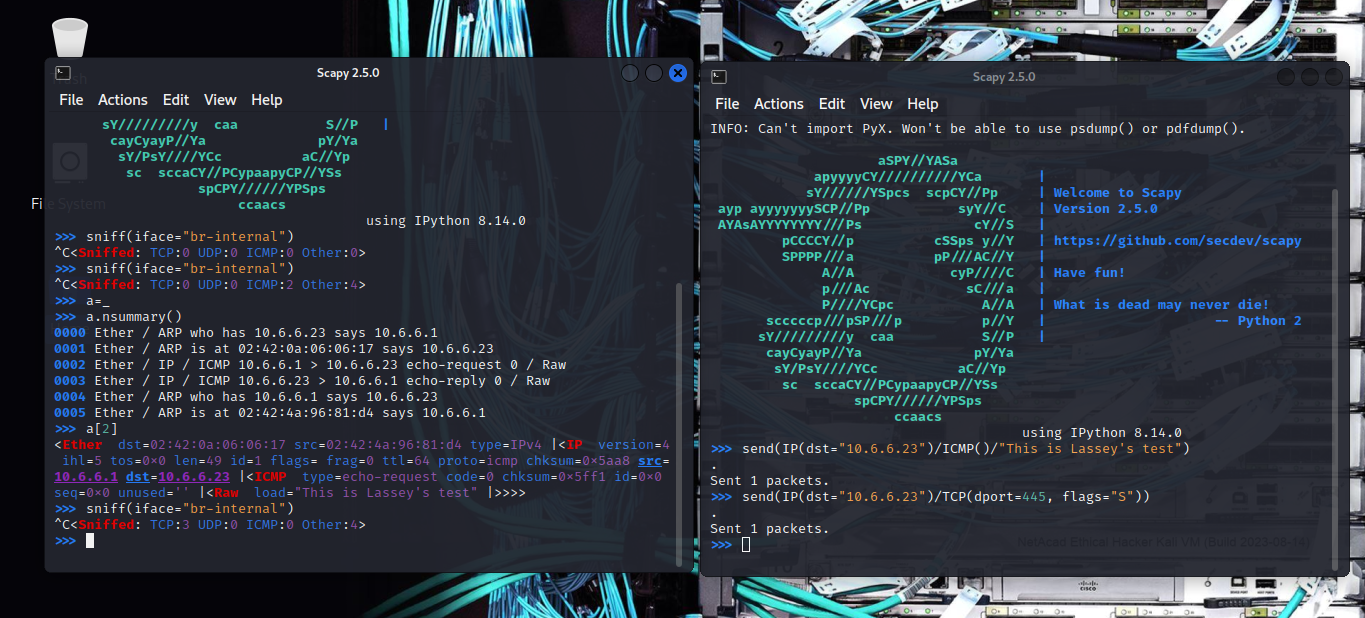 Scapy 2.5.0
File Actions Edit View Help
sY/////////y  caa           S//P
cayCyayP//Ya              pY/Ya
sY/PsY////YCc          aC//Yp
sc  sccaCY//PCypaapyCP//YSs
spCPY//////YPSps
ccaacs
using IPython 8.14.0
>>> sniff(iface="br-internal")
^C<Sniffed: TCP:0 UDP:0 ICMP:0 Other:0>
>>> sniff(iface="br-internal")
^C<Sniffed: TCP:0 UDP:0 ICMP:2 Other:4>
>>> a=_
>>> a.nsummary()
0000 Ether / ARP who has 10.6.6.23 says 10.6.6.1
0001 Ether / ARP is at 02:42:0a:06:06:17 says 10.6.6.23
0002 Ether / IP / ICMP 10.6.6.1 > 10.6.6.23 echo-request 0 / Raw
0003 Ether / IP / ICMP 10.6.6.23 > 10.6.6.1 echo-reply 0 / Raw
0004 Ether / ARP who has 10.6.6.1 says 10.6.6.23
0005 Ether / ARP is at 02:42:4a:96:81:d4 says 10.6.6.1
>>> a[2]
<Ether  dst=02:42:0a:06:06:17 src=02:42:4a:96:81:d4 type=IPv4 |<IP  version=4
ihl=5 tos=0×0 len=49 id=1 flags= frag=0 ttl=64 proto=icmp chksum=0×5aa8 src=
10.6.6.1 dst=10.6.6.23 |<ICMP  type=echo-request code=0 chksum=0×5ff1 id=0×0
seq=0×0 unused='' |<Raw  load="This is Lassey's test" |>>>>
>>> sniff(iface="br-internal")
^C<Sniffed: TCP:3 UDP:0 ICMP:0 Other:4>
>>>
File System
Scapy 2.5.0
File Actions Edit View Help
INFO: Can't import PyX. Won't be able to use psdump() or pdfdump().
aSPY//YASa
apyyyyCY//////////YCa       |
sY//////YSpcs  scpCY//Pp     | Welcome to Scapy
ayp ayyyyyyySCP//Pp           syY//C    | Version 2.5.0
AYAsAYYYYYYYY///Ps              cY//S   |
pCCCCY//p          cSSps y//Y   | https://github.com/secdev/scapy
SPPPP///a          pP///AC//Y   |
A//A            cyP////C   | Have fun!
p///Ac            sC///a   |
P////YCpc           A//A   | What is dead may never die!
scccccp///pSP///p          p//Y   |                     -- Python 2
sY/////////y  caa           S//P   |
cayCyayP//Ya              pY/Ya
sY/PsY////YCc          aC//Yp
sc  sccaCY//PCypaapyCP//YSs
spCPY//////YPSps
ccaacs
using IPython 8.14.0
>>> send(IP(dst="10.6.6.23")/ICMP()/"This is Lassey's test")
.
Sent 1 packets.
>>> send(IP(dst="10.6.6.23")/TCP(dport=445, flags="S"))
.
Sent 1 packets.
>>>
NetAcad Ethical Hacker Kali VM (Build 2023-08-14)
CISCO